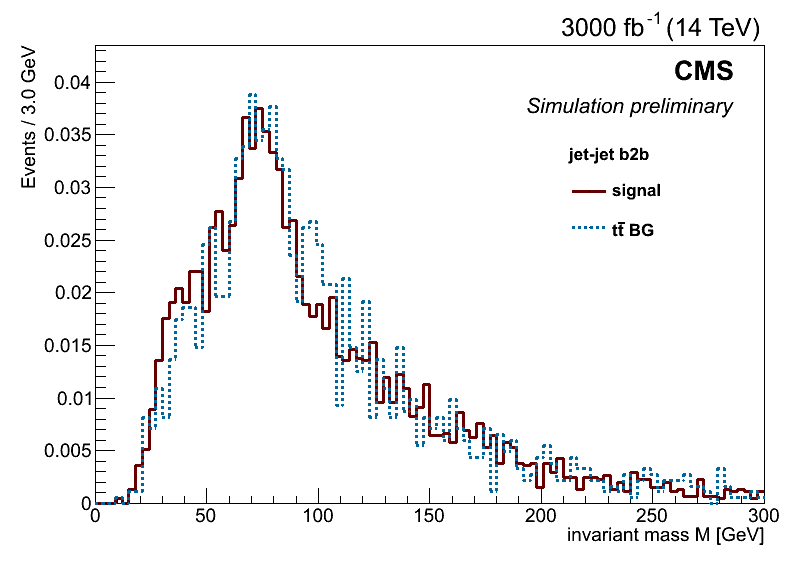 3000 fb⁻¹ (14 TeV)
CMS
Simulation preliminary
jet-jet b2b
signal
tt̄ BG
Events / 3.0 GeV
0.04
0.035
0.03
0.025
0.02
0.015
0.01
0.005
0
0 50 100 150 200 250 300
invariant mass M [GeV]